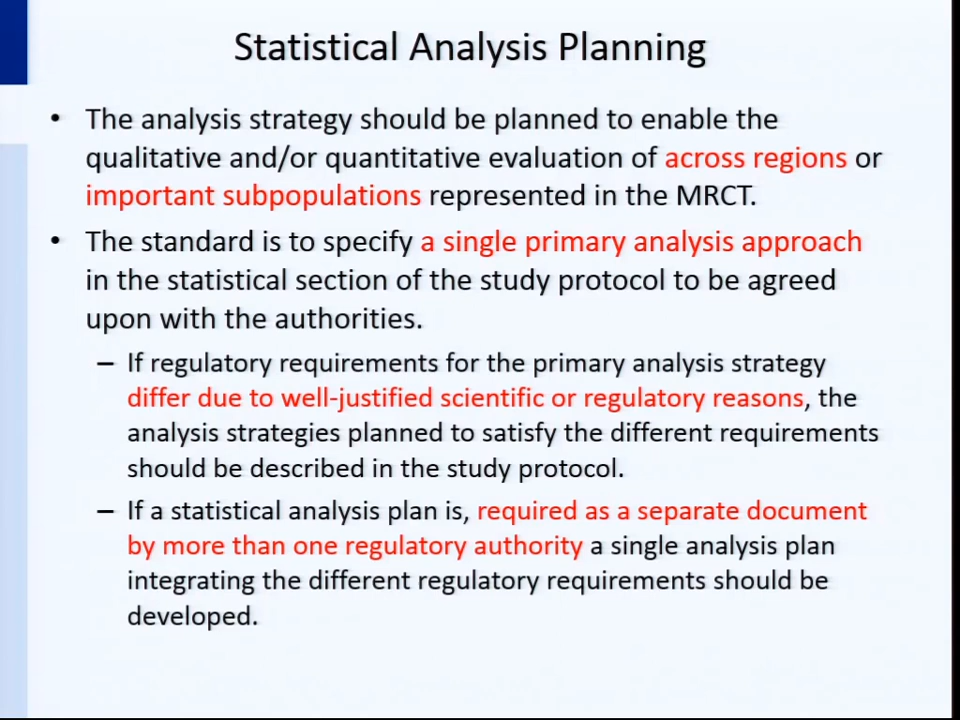 Statistical Analysis Planning
• The analysis strategy should be planned to enable the
qualitative and/or quantitative evaluation of across regions or
important subpopulations represented in the MRCT.
• The standard is to specify a single primary analysis approach
in the statistical section of the study protocol to be agreed
upon with the authorities.
– If regulatory requirements for the primary analysis strategy
differ due to well-justified scientific or regulatory reasons, the
analysis strategies planned to satisfy the different requirements
should be described in the study protocol.
– If a statistical analysis plan is, required as a separate document
by more than one regulatory authority a single analysis plan
integrating the different regulatory requirements should be
developed.